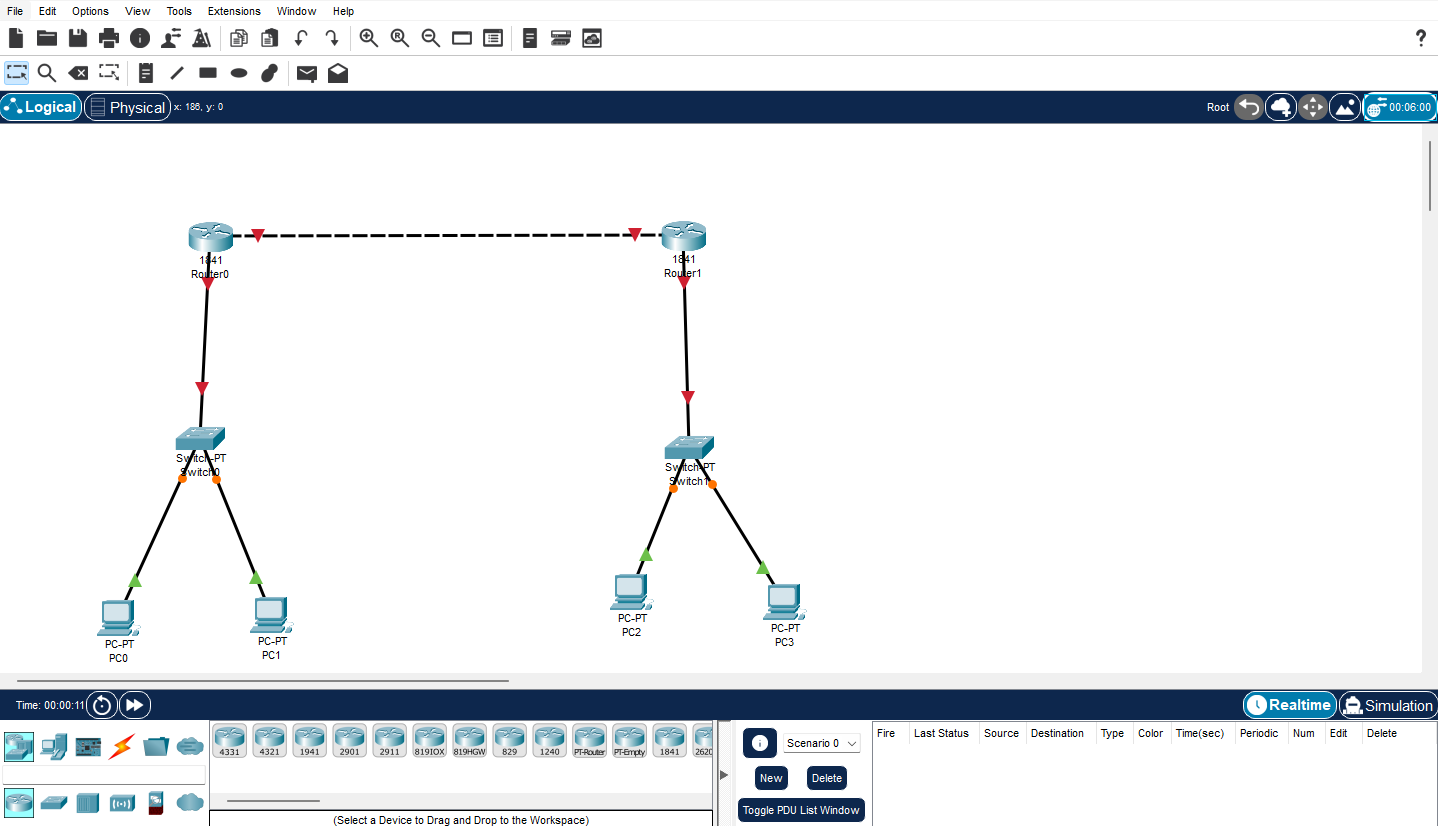 File Edit Options View Tools Extensions Window Help
?
Logical Physical x: 186, y: 0 Root 00:06:00
1841
Router0
1841
Router1
Switch-PT
Switch0
Switch-PT
Switch1
PC-PT
PC0
PC-PT
PC1
PC-PT
PC2
PC-PT
PC3
Time: 00:00:11 Realtime Simulation
4331 4321 1941 2901 2911 819IOX 819HGW 829 1240 PT-Router PT-Empty 1841 2620
(Select a Device to Drag and Drop to the Workspace)
Scenario 0
New Delete
Toggle PDU List Window
Fire Last Status Source Destination Type Color Time(sec) Periodic Num Edit Delete